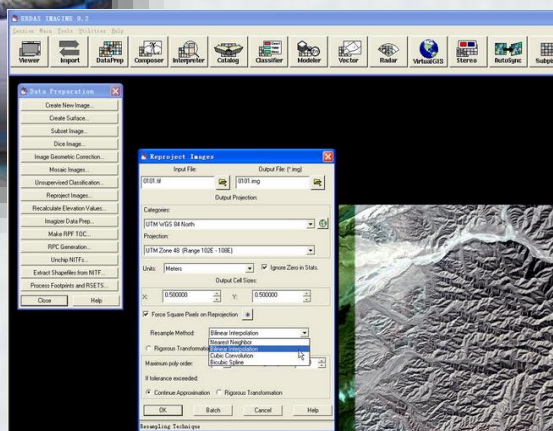 ERDAS IMAGINE 9.2
Session Main Tools Utilities Help
Viewer Import DataPrep Composer Interpreter Catalog Classifier Modeler Vector Radar VirtualGIS Stereo AutoSync
Data Preparation
Create New Image...
Create Surface...
Subset Image...
Dice Image...
Image Geometric Correction...
Mosaic Images...
Unsupervised Classification...
Reproject Images...
Recalculate Elevation Values...
Imagizer Data Prep...
Make RPF TOC...
RPC Generation...
Unchip NITFs...
Extract Shapefiles from NITF...
Process Footprints and RSETS...
Close Help
Reproject Images
Input File: Output File: (*.img)
0101.tif 0101.img
Output Projection:
Categories:
UTM WGS 84 North
Projection:
UTM Zone 48 (Range 102E - 108E)
Units: Meters Ignore Zero in Stats.
Output Cell Sizes:
X: 0.500000 Y: 0.500000
Force Square Pixels on Reprojection
Resample Method: Bilinear Interpolation
Nearest Neighbor
Bilinear Interpolation
Cubic Convolution
Bicubic Spline
Rigorous Transformation
Maximum poly order:
If tolerance exceeded:
Continue Approximation Rigorous Transformation
OK Batch Cancel Help
Resampling Technique